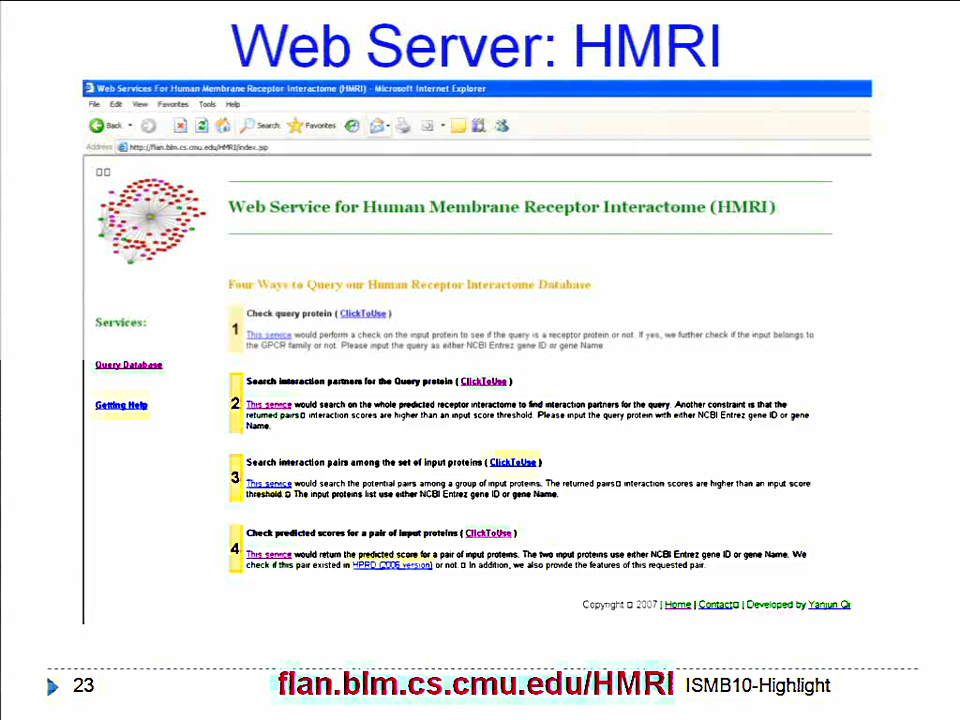 Web Server: HMRI
Web Services For Human Membrane Receptor Interactome (HMRI) - Microsoft Internet Explorer
File Edit View Favorites Tools Help
Back Search Favorites
Address http://flan.blm.cs.cmu.edu/HMRI/index.jsp
Web Service for Human Membrane Receptor Interactome (HMRI)
Four Ways to Query our Human Receptor Interactome Database
Services:
Query Database
Getting Help
1
Check query protein ( ClickToUse )
This service would perform a check on the input protein to see if the query is a receptor protein or not. If yes, we further check if the input belongs to
the GPCR family or not. Please input the query as either NCBI Entrez gene ID or gene Name.
2
Search interaction partners for the Query protein ( ClickToUse )
This service would search on the whole predicted receptor interactome to find interaction partners for the query. Another constraint is that the
returned pairs□ interaction scores are higher than an input score threshold. Please input the query protein with either NCBI Entrez gene ID or gene
Name.
3
Search interaction pairs among the set of input proteins ( ClickToUse )
This service would search the potential pairs among a group of input proteins. The returned pairs□ interaction scores are higher than an input score
threshold. □ The input proteins list use either NCBI Entrez gene ID or gene Name.
4
Check predicted scores for a pair of input proteins ( ClickToUse )
This service would return the predicted score for a pair of input proteins. The two input proteins use either NCBI Entrez gene ID or gene Name. We
check if this pair existed in HPRD (2006 version) or not. □ In addition, we also provide the features of this requested pair.
Copyright □ 2007 | Home | Contact□ | Developed by Yanjun Qi
23
flan.blm.cs.cmu.edu/HMRI
ISMB10-Highlight